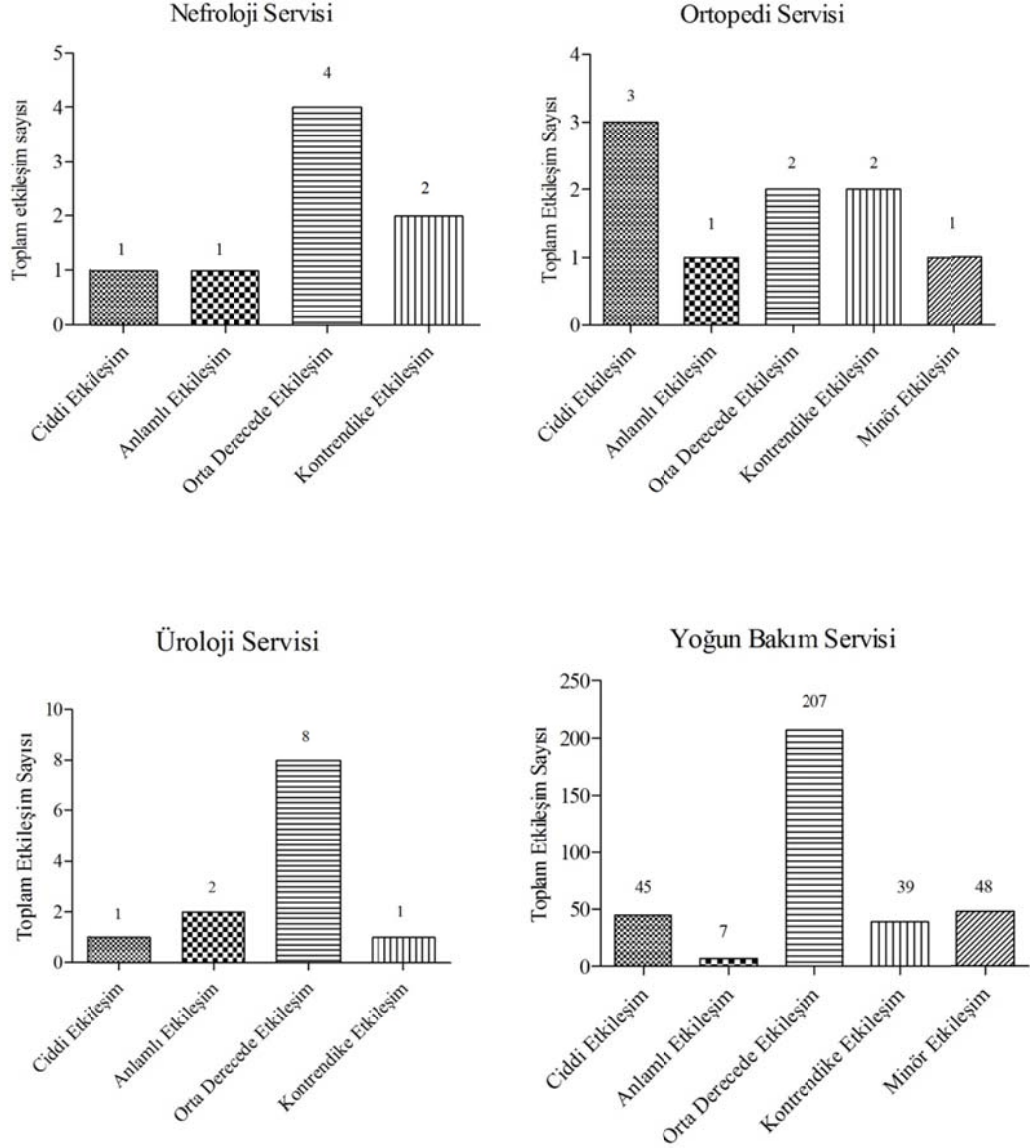 Nefroloji Servisi
Toplam etkileşim sayısı
5
4
3
2
1
0
1
1
4
2
Ciddi Etkileşim
Anlamlı Etkileşim
Orta Derecede Etkileşim
Kontrendike Etkileşim
Ortopedi Servisi
Toplam Etkileşim Sayısı
4
3
2
1
0
3
1
2
2
1
Ciddi Etkileşim
Anlamlı Etkileşim
Orta Derecede Etkileşim
Kontrendike Etkileşim
Minör Etkileşim
Üroloji Servisi
Toplam Etkileşim Sayısı
10
8
6
4
2
0
1
2
8
1
Ciddi Etkileşim
Anlamlı Etkileşim
Orta Derecede Etkileşim
Kontrendike Etkileşim
Yoğun Bakım Servisi
Toplam Etkileşim Sayısı
250
200
150
100
50
0
45
7
207
39
48
Ciddi Etkileşim
Anlamlı Etkileşim
Orta Derecede Etkileşim
Kontrendike Etkileşim
Minör Etkileşim